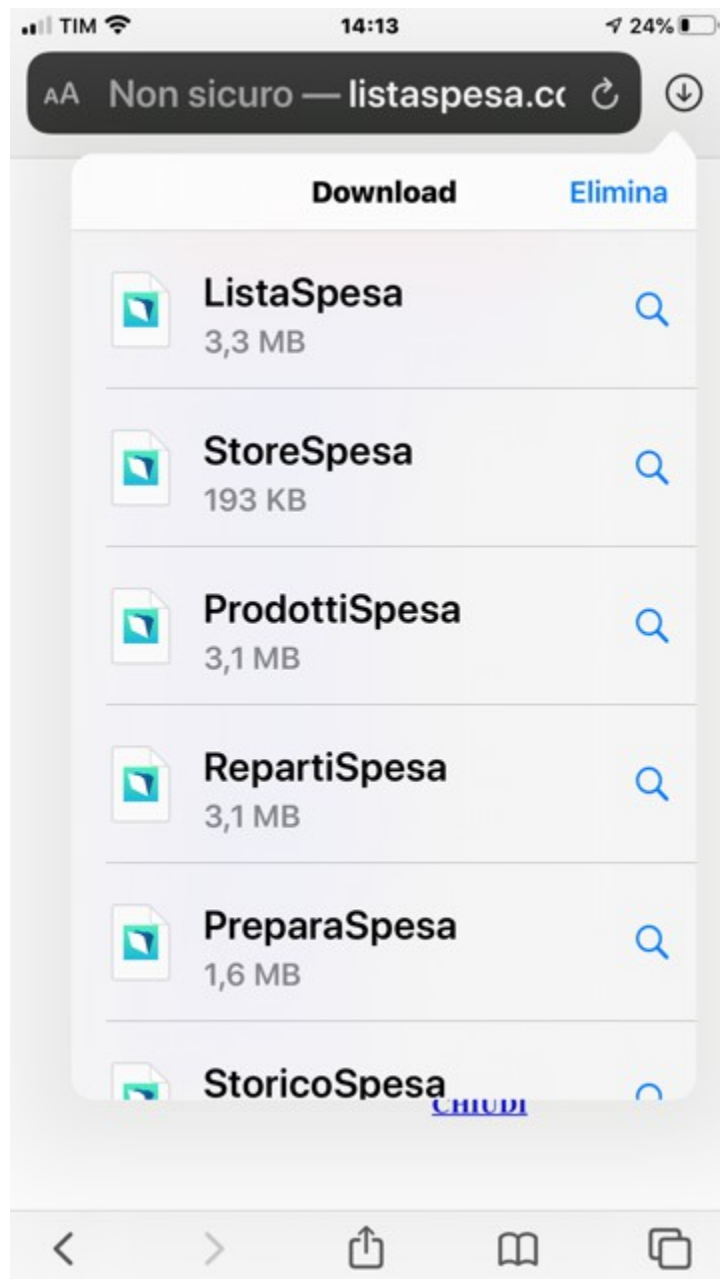 TIM 14:13 24%
AA Non sicuro — listaspesa.co
Download Elimina
ListaSpesa
3,3 MB
StoreSpesa
193 KB
ProdottiSpesa
3,1 MB
RepartiSpesa
3,1 MB
PreparaSpesa
1,6 MB
StoricoSpesa
CHIUDI